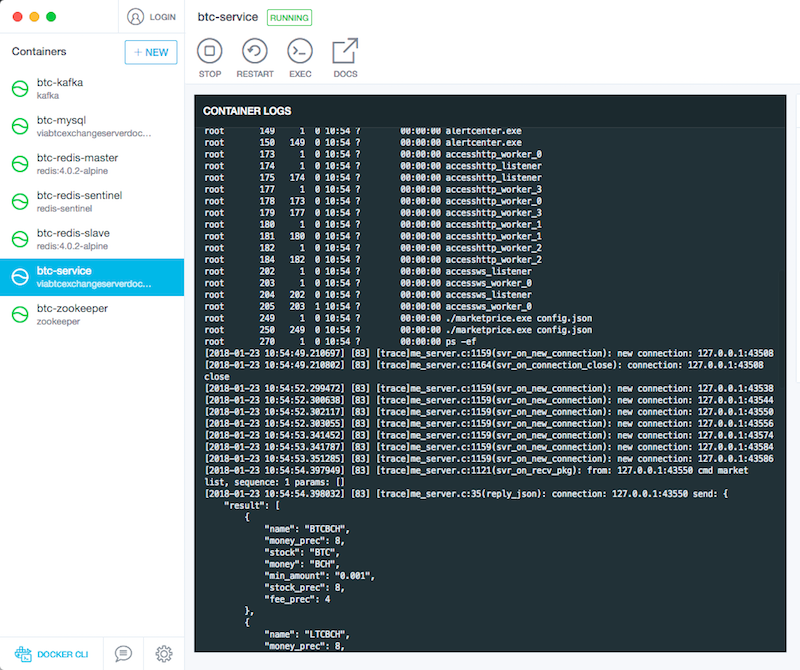 LOGIN
Containers
+ NEW
btc-kafka
kafka
btc-mysql
viabtcexchangeserverdoc...
btc-redis-master
redis:4.0.2-alpine
btc-redis-sentinel
redis-sentinel
btc-redis-slave
redis:4.0.2-alpine
btc-service
viabtcexchangeserverdoc...
btc-zookeeper
zookeeper
DOCKER CLI
btc-service RUNNING
STOP RESTART EXEC DOCS
CONTAINER LOGS
root 149 1 0 10:54 ? 00:00:00 alertcenter.exe
root 150 149 0 10:54 ? 00:00:00 alertcenter.exe
root 173 1 0 10:54 ? 00:00:00 accesshttp_worker_0
root 174 1 0 10:54 ? 00:00:00 accesshttp_listener
root 175 174 0 10:54 ? 00:00:00 accesshttp_listener
root 177 1 0 10:54 ? 00:00:00 accesshttp_worker_3
root 178 173 0 10:54 ? 00:00:00 accesshttp_worker_0
root 179 177 0 10:54 ? 00:00:00 accesshttp_worker_3
root 180 1 0 10:54 ? 00:00:00 accesshttp_worker_1
root 181 180 0 10:54 ? 00:00:00 accesshttp_worker_1
root 182 1 0 10:54 ? 00:00:00 accesshttp_worker_2
root 184 182 0 10:54 ? 00:00:00 accesshttp_worker_2
root 202 1 0 10:54 ? 00:00:00 accessws_listener
root 203 1 0 10:54 ? 00:00:00 accessws_worker_0
root 204 202 0 10:54 ? 00:00:00 accessws_listener
root 205 203 1 10:54 ? 00:00:00 accessws_worker_0
root 249 1 0 10:54 ? 00:00:00 ./marketprice.exe config.json
root 250 249 0 10:54 ? 00:00:00 ./marketprice.exe config.json
root 270 1 0 10:54 ? 00:00:00 ps -ef
[2018-01-23 10:54:49.210697] [83] [trace]me_server.c:1159(svr_on_new_connection): new connection: 127.0.0.1:43508
[2018-01-23 10:54:49.210802] [83] [trace]me_server.c:1164(svr_on_connection_close): connection: 127.0.0.1:43508
close
[2018-01-23 10:54:52.299472] [83] [trace]me_server.c:1159(svr_on_new_connection): new connection: 127.0.0.1:43538
[2018-01-23 10:54:52.300638] [83] [trace]me_server.c:1159(svr_on_new_connection): new connection: 127.0.0.1:43544
[2018-01-23 10:54:52.302117] [83] [trace]me_server.c:1159(svr_on_new_connection): new connection: 127.0.0.1:43550
[2018-01-23 10:54:52.303055] [83] [trace]me_server.c:1159(svr_on_new_connection): new connection: 127.0.0.1:43556
[2018-01-23 10:54:53.341452] [83] [trace]me_server.c:1159(svr_on_new_connection): new connection: 127.0.0.1:43574
[2018-01-23 10:54:53.341787] [83] [trace]me_server.c:1159(svr_on_new_connection): new connection: 127.0.0.1:43584
[2018-01-23 10:54:53.351285] [83] [trace]me_server.c:1159(svr_on_new_connection): new connection: 127.0.0.1:43586
[2018-01-23 10:54:54.397949] [83] [trace]me_server.c:1121(svr_on_recv_pkg): from: 127.0.0.1:43550 cmd market
list, sequence: 1 params: []
[2018-01-23 10:54:54.398032] [83] [trace]me_server.c:35(reply_json): connection: 127.0.0.1:43550 send: {
"result": [
{
"name": "BTCBCH",
"money_prec": 8,
"stock": "BTC",
"money": "BCH",
"min_amount": "0.001",
"stock_prec": 8,
"fee_prec": 4
},
{
"name": "LTCBCH",
"money_prec": 8,